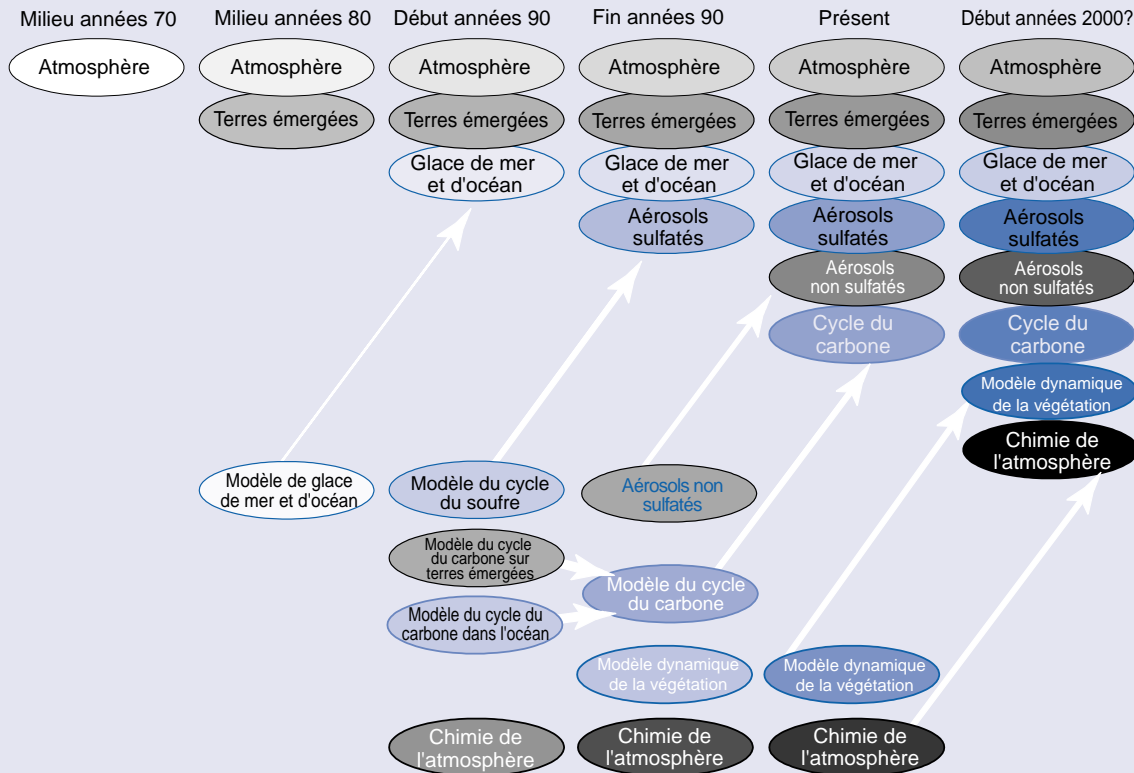 Milieu années 70
Milieu années 80
Début années 90
Fin années 90
Présent
Début années 2000?
Atmosphère
Atmosphère
Atmosphère
Atmosphère
Atmosphère
Atmosphère
Terres émergées
Terres émergées
Terres émergées
Terres émergées
Terres émergées
Glace de mer
et d'océan
Glace de mer
et d'océan
Glace de mer
et d'océan
Glace de mer
et d'océan
Aérosols
sulfatés
Aérosols
sulfatés
Aérosols
sulfatés
Aérosols
non sulfatés
Aérosols
non sulfatés
Cycle du
carbone
Cycle du
carbone
Modèle dynamique
de la végétation
Chimie de
l'atmosphère
Modèle de glace
de mer et d'océan
Modèle du cycle
du soufre
Aérosols non
sulfatés
Modèle du cycle
du carbone sur
terres émergées
Modèle du cycle
du carbone
Modèle du cycle du
carbone dans l'océan
Modèle dynamique
de la végétation
Modèle dynamique
de la végétation
Chimie de
l'atmosphère
Chimie de
l'atmosphère
Chimie de
l'atmosphère